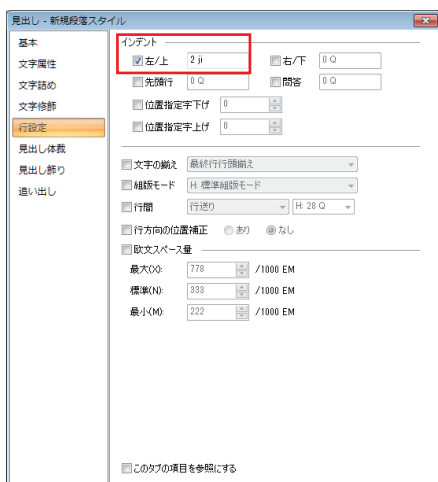 見出し - 新規段落スタイル
基本
文字属性
文字詰め
文字修飾
行設定
見出し体裁
見出し飾り
追い出し
インデント
左/上 2 ji 右/下 0 Q
先頭行 0 Q 問答 0 Q
位置指定字下げ 0
位置指定字上げ 0
文字の揃え 最終行行頭揃え
組版モード H: 標準組版モード
行間 行送り H: 28 Q
行方向の位置補正 あり なし
欧文スペース量
最大(X): 778 /1000 EM
標準(N): 333 /1000 EM
最小(M): 222 /1000 EM
このタブの項目を参照にする